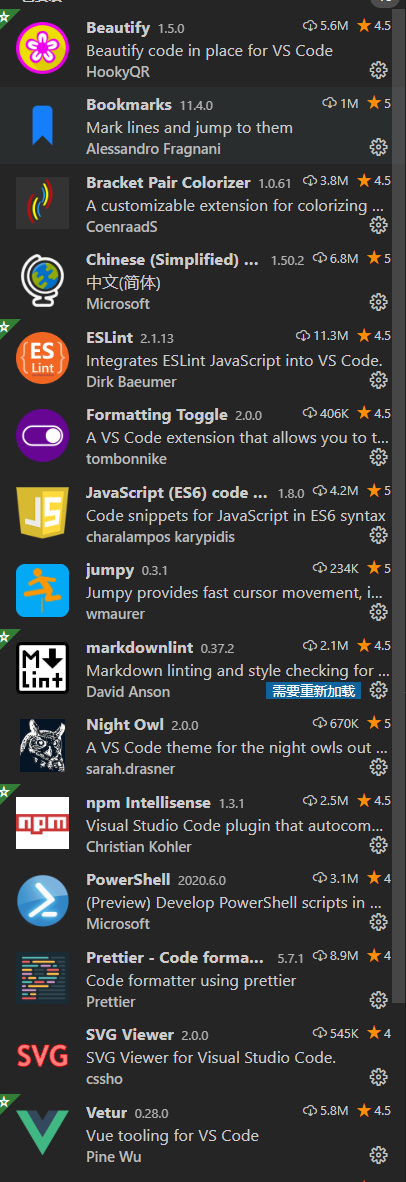 Beautify 1.5.0 5.6M 4.5
Beautify code in place for VS Code
HookyQR
Bookmarks 11.4.0 1M 5
Mark lines and jump to them
Alessandro Fragnani
Bracket Pair Colorizer 1.0.61 3.8M 4.5
A customizable extension for colorizing ...
CoenraadS
Chinese (Simplified) ... 1.50.2 6.8M 5
中文(简体)
Microsoft
ES
Lint
ESLint 2.1.13 11.3M 4.5
Integrates ESLint JavaScript into VS Code.
Dirk Baeumer
Formatting Toggle 2.0.0 406K 4.5
A VS Code extension that allows you to t...
tombonnike
JS
JavaScript (ES6) code ... 1.8.0 4.2M 5
Code snippets for JavaScript in ES6 syntax
charalampos karypidis
jumpy 0.3.1 234K 5
Jumpy provides fast cursor movement, i...
wmaurer
M
Lint
markdownlint 0.37.2 2.1M 4.5
Markdown linting and style checking for ...
David Anson 需要重新加载
Night Owl 2.0.0 670K 5
A VS Code theme for the night owls out ...
sarah.drasner
npm
npm Intellisense 1.3.1 2.5M 4.5
Visual Studio Code plugin that autocom...
Christian Kohler
PowerShell 2020.6.0 3.1M 4
(Preview) Develop PowerShell scripts in ...
Microsoft
Prettier - Code forma... 5.7.1 8.9M 4
Code formatter using prettier
Prettier
SVG
SVG Viewer 2.0.0 545K 4
SVG Viewer for Visual Studio Code.
cssho
Vetur 0.28.0 5.8M 4.5
Vue tooling for VS Code
Pine Wu